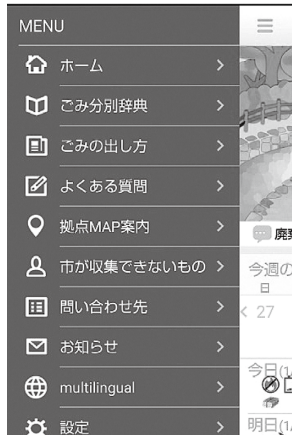 MENU
ホーム
ごみ分別辞典
ごみの出し方
よくある質問
拠点MAP案内
市が収集できないもの
問い合わせ先
お知らせ
multilingual
設定
今週の
日
27
今日(1
明日(1